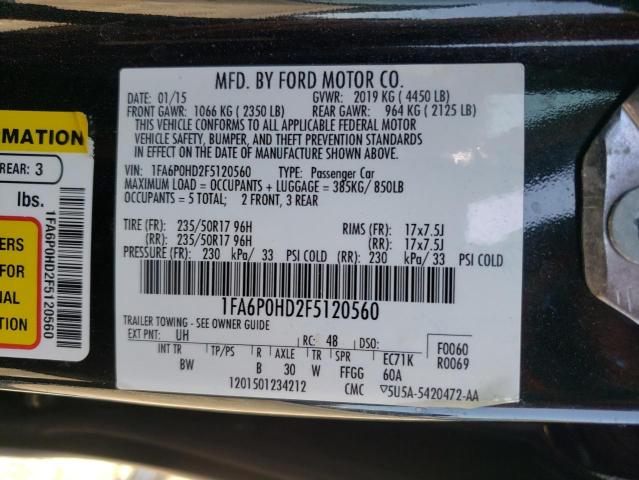 MFD. BY FORD MOTOR CO.
DATE: 01/15 GVWR: 2019 KG ( 4450 LB)
FRONT GAWR: 1066 KG ( 2350 LB) REAR GAWR: 964 KG ( 2125 LB)
THIS VEHICLE CONFORMS TO ALL APPLICABLE FEDERAL MOTOR
VEHICLE SAFETY, BUMPER, AND THEFT PREVENTION STANDARDS
IN EFFECT ON THE DATE OF MANUFACTURE SHOWN ABOVE.
VIN: 1FA6P0HD2F5120560 TYPE: Passenger Car
MAXIMUM LOAD = OCCUPANTS + LUGGAGE = 385KG/ 850LB
OCCUPANTS = 5 TOTAL; 2 FRONT, 3 REAR
TIRE (FR): 235/50R17 96H RIMS (FR): 17x7.5J
(RR): 235/50R17 96H (RR): 17x7.5J
PRESSURE (FR): 230 kPa/ 33 PSI COLD (RR): 230 kPa/ 33 PSI COLD
1FA6P0HD2F5120560
TRAILER TOWING - SEE OWNER GUIDE
EXT PNT: UH RC: 48 DSO: F0060
INT TR TP/PS R AXLE TR SPR EC71K R0069
BW B 30 W FFGG 60A
1201501234212 CMC ▽5U5A-5420472-AA
ORMATION
REAR: 3
lbs.
ERS
FOR
NAL
ON
1FA6P0HD2F5120560